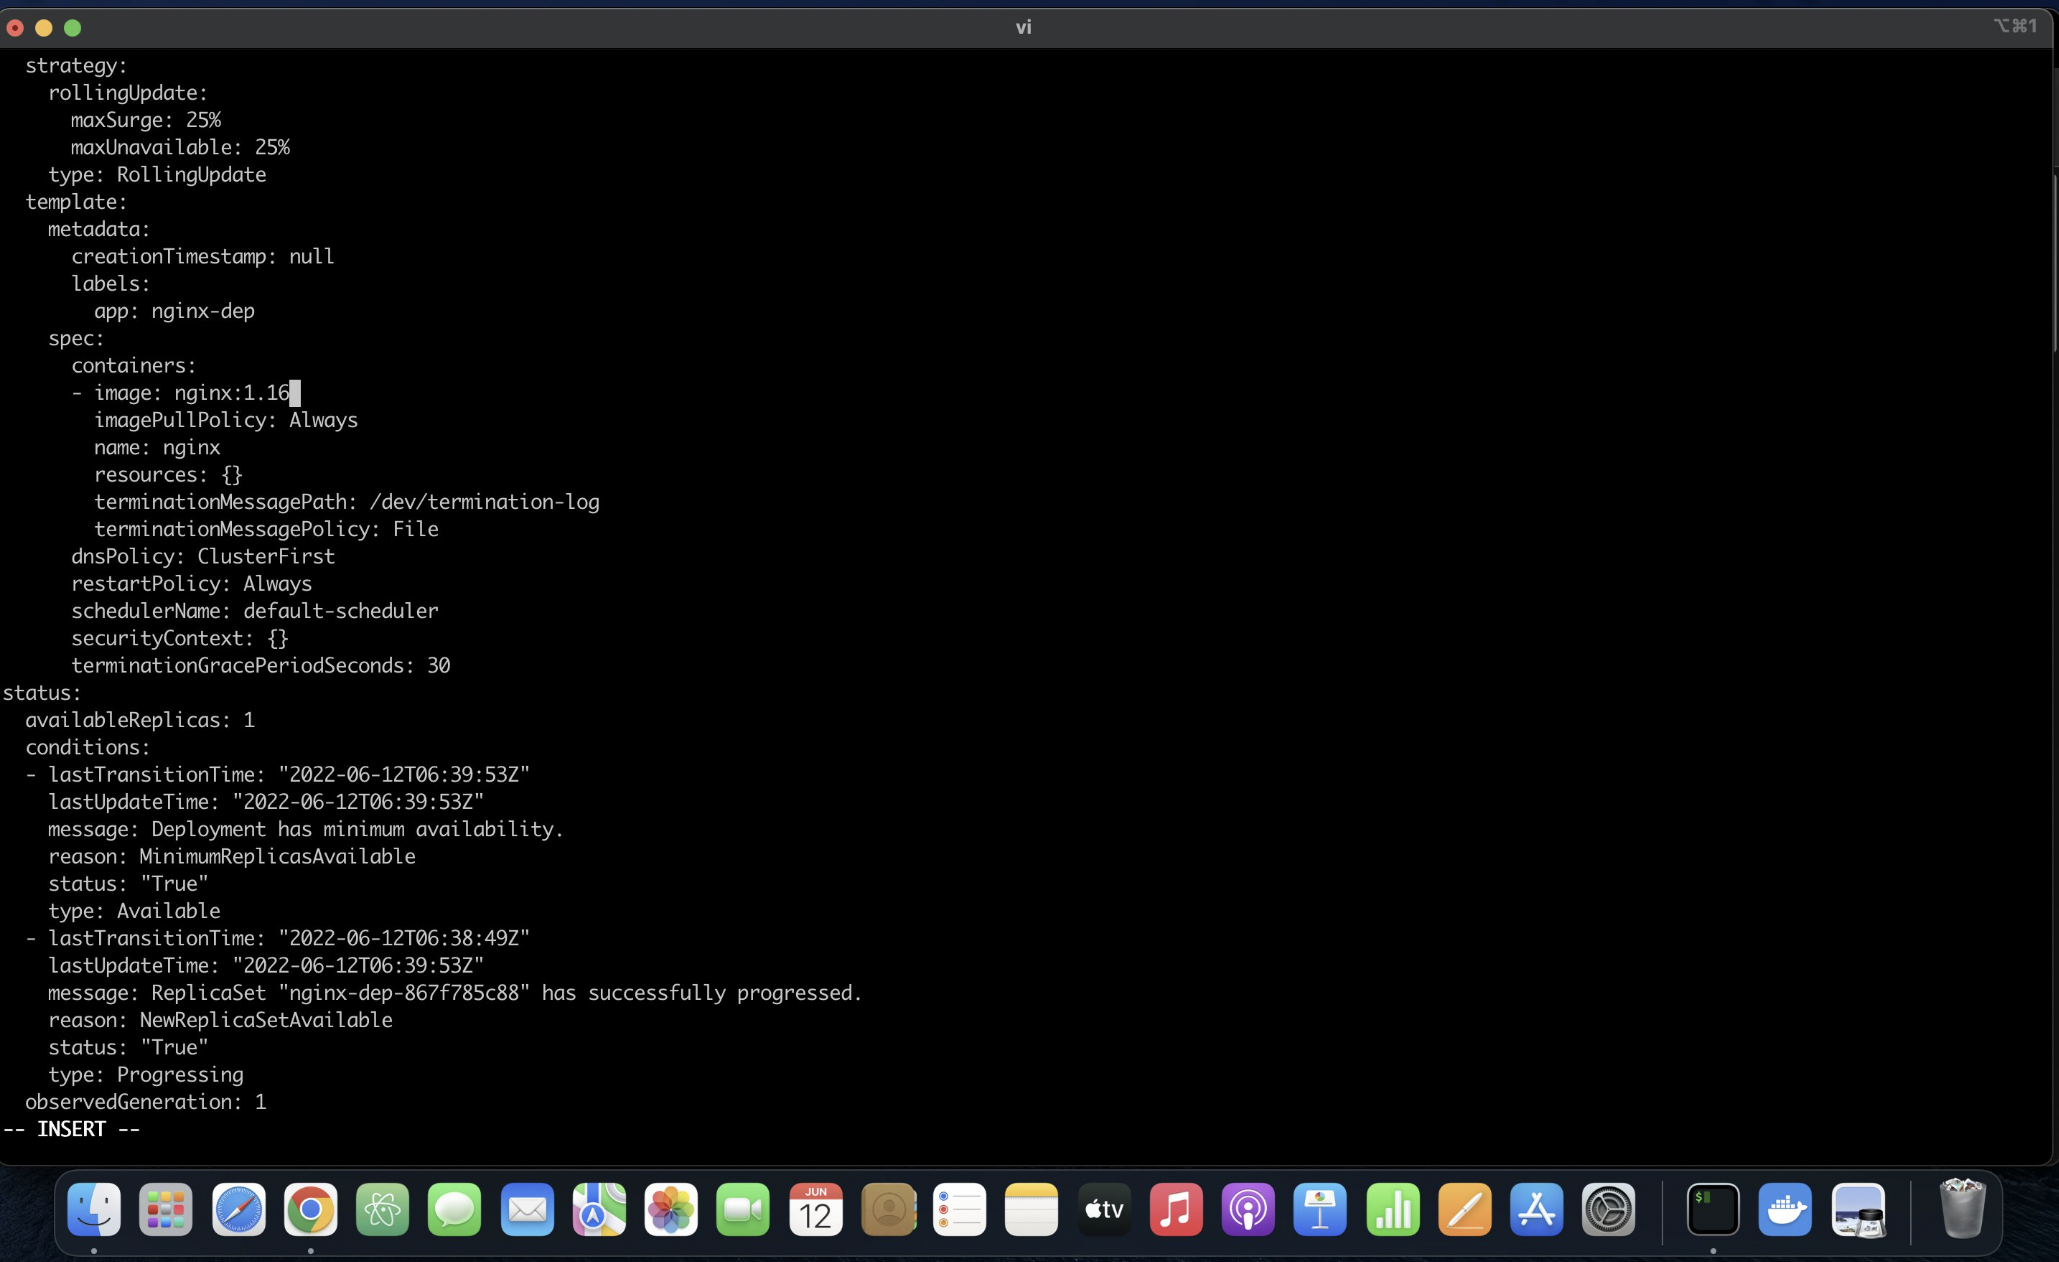 vi
⌥⌘1
  strategy:
    rollingUpdate:
      maxSurge: 25%
      maxUnavailable: 25%
    type: RollingUpdate
  template:
    metadata:
      creationTimestamp: null
      labels:
        app: nginx-dep
    spec:
      containers:
      - image: nginx:1.16
        imagePullPolicy: Always
        name: nginx
        resources: {}
        terminationMessagePath: /dev/termination-log
        terminationMessagePolicy: File
      dnsPolicy: ClusterFirst
      restartPolicy: Always
      schedulerName: default-scheduler
      securityContext: {}
      terminationGracePeriodSeconds: 30
status:
  availableReplicas: 1
  conditions:
  - lastTransitionTime: "2022-06-12T06:39:53Z"
    lastUpdateTime: "2022-06-12T06:39:53Z"
    message: Deployment has minimum availability.
    reason: MinimumReplicasAvailable
    status: "True"
    type: Available
  - lastTransitionTime: "2022-06-12T06:38:49Z"
    lastUpdateTime: "2022-06-12T06:39:53Z"
    message: ReplicaSet "nginx-dep-867f785c88" has successfully progressed.
    reason: NewReplicaSetAvailable
    status: "True"
    type: Progressing
  observedGeneration: 1
-- INSERT --
JUN
12
tv
$